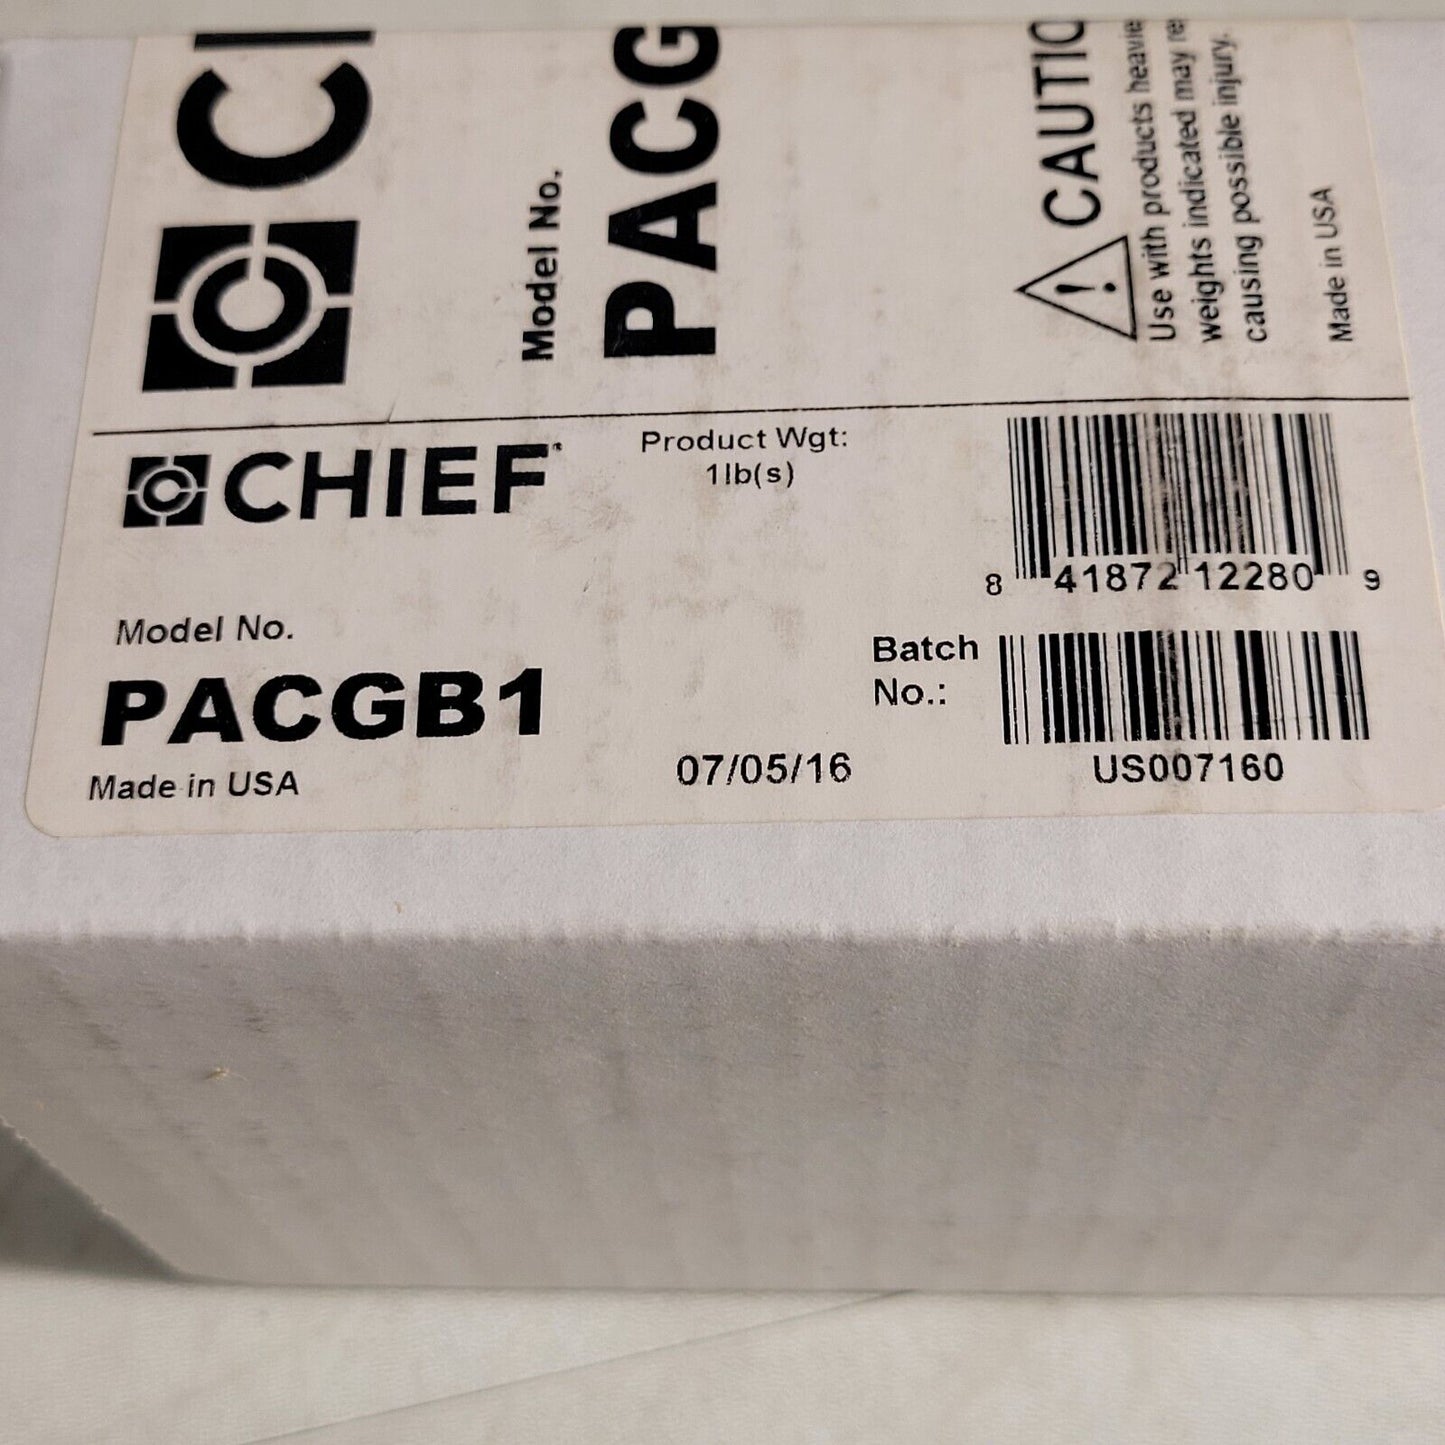 CHIEF
Product Wgt:
1lb(s)
8 41872 12280 9
Model No.
PACGB1
Made in USA
07/05/16
Batch
No.:
US007160
Model No.
PACG
CAUTIO
Use with products heavie
weights indicated may re
causing possible injury.
Made in USA